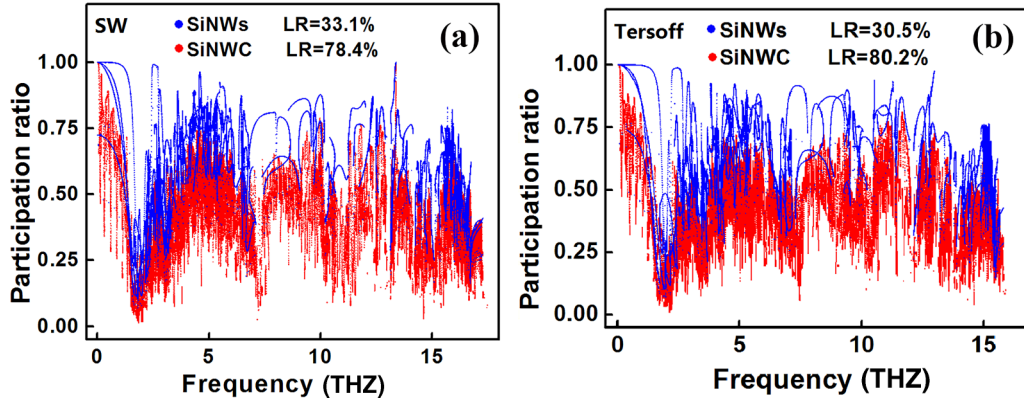 SW
SiNWs LR=33.1%
SiNWC LR=78.4%
(a)
Participation ratio
1.00
0.75
0.50
0.25
0.00
0 5 10 15
Frequency (THZ)
Tersoff
SiNWs LR=30.5%
SiNWC LR=80.2%
(b)
Participation ratio
1.00
0.75
0.50
0.25
0.00
0 5 10 15
Frequency (THZ)